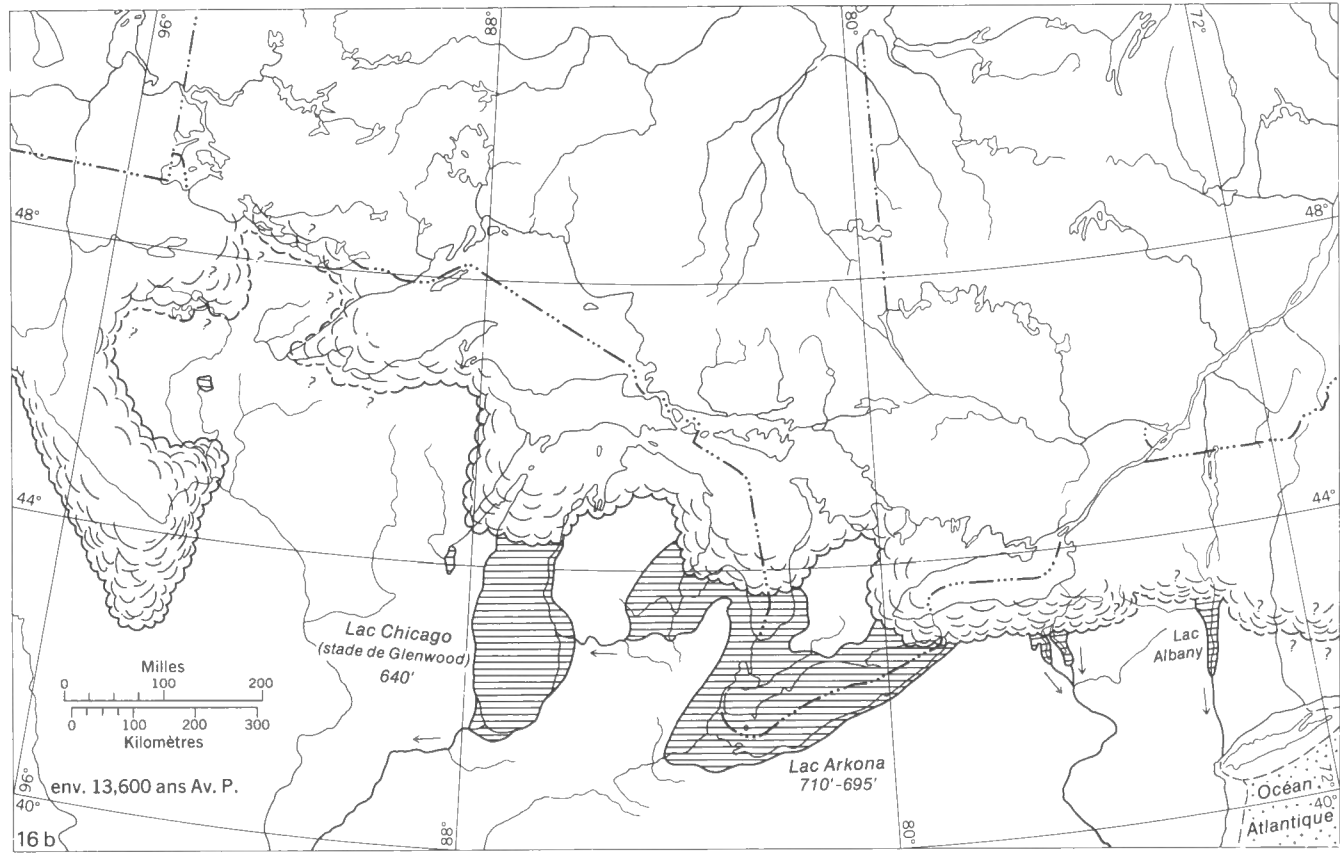 96°
88°
80°
72°
48°
48°
?
?
?
?
?
?
44°
44°
?
?
?
?
?
Lac Chicago
(stade de Glenwood)
640'
Lac
Albany
Milles
0 100 200
0 100 200 300
Kilomètres
Lac Arkona
710'-695'
env. 13,600 ans Av. P.
96°
40°
88°
80°
72°
40°
Océan
Atlantique
16 b